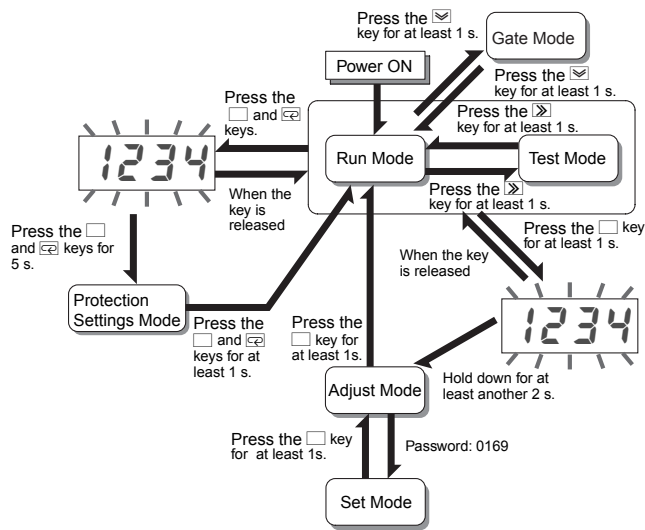 Press the
key for at least 1 s.
Gate Mode
Power ON
Press the
key for at least 1 s.
Press the
and
keys.
Press the
key for at least 1 s.
1234
Run Mode
Test Mode
When the
key is
released
Press the
key for at least 1 s.
Press the
and keys for
5 s.
When the key
is released
Press the key
for at least 1 s.
Protection
Settings Mode
Press the
and
keys for at
least 1 s.
Press the
key for
at least 1s.
1234
Adjust Mode
Hold down for at
least another 2 s.
Press the key
for at least 1s.
Password: 0169
Set Mode